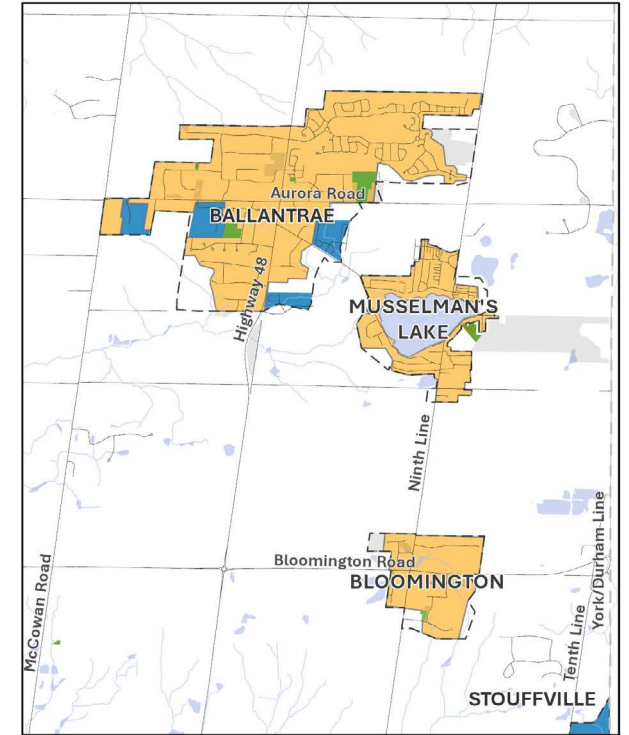 Aurora Road
BALLANTRAE
Highway 48
MUSSELMAN'S
LAKE
Ninth Line
Bloomington Road
BLOOMINGTON
McCowan Road
York/Durham Line
Tenth Line
STOUFFVILLE